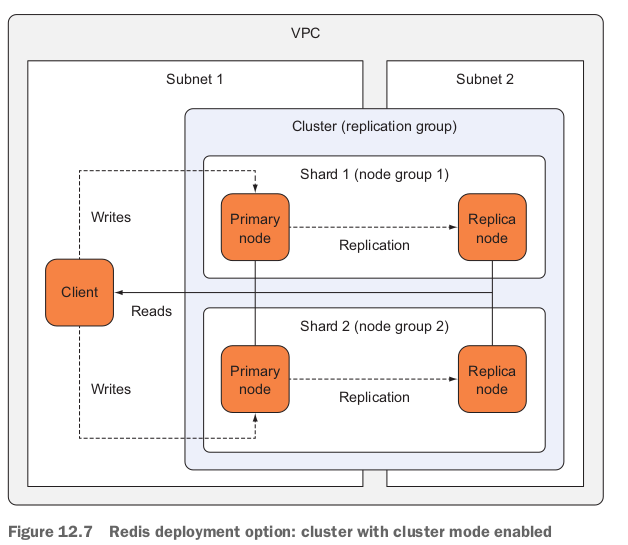 VPC
Subnet 1
Subnet 2
Cluster (replication group)
Shard 1 (node group 1)
Writes
Primary
node
Replication
Replica
node
Client
Reads
Shard 2 (node group 2)
Writes
Primary
node
Replication
Replica
node
Figure 12.7 Redis deployment option: cluster with cluster mode enabled